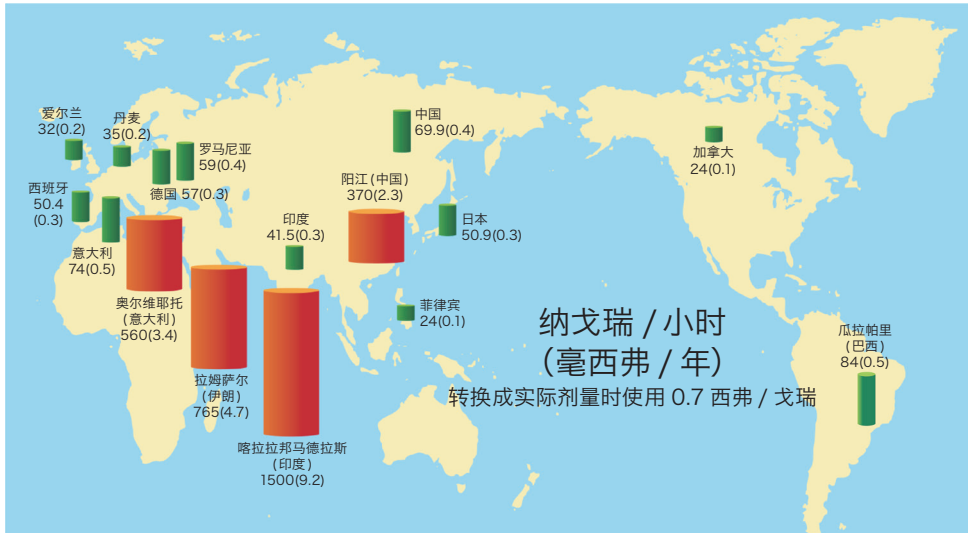 爱尔兰
32(0.2)
丹麦
35(0.2)
罗马尼亚
59(0.4)
德国 57(0.3)
西班牙
50.4
(0.3)
意大利
74(0.5)
奥尔维耶托
(意大利)
560(3.4)
拉姆萨尔
(伊朗)
765(4.7)
印度
41.5(0.3)
喀拉拉邦马德拉斯
(印度)
1500(9.2)
中国
69.9(0.4)
阳江(中国)
370(2.3)
日本
50.9(0.3)
菲律宾
24(0.1)
加拿大
24(0.1)
瓜拉帕里
(巴西)
84(0.5)
纳戈瑞 / 小时
(毫西弗 / 年)
转换成实际剂量时使用 0.7 西弗 / 戈瑞